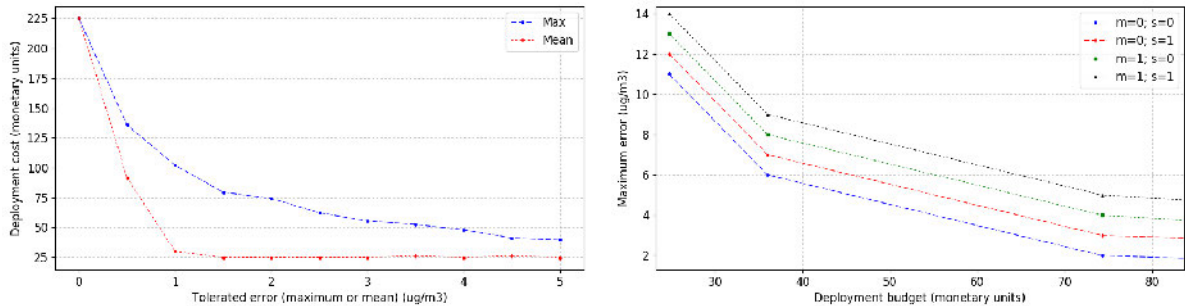 225
200
175
150
125
100
75
50
25
Deployment cost (monetary units)
Max
Mean
0
1
2
3
4
5
Tolerated error (maximum or mean) (ug/m3)
14
12
10
8
6
4
2
Maximum error (ug/m3)
m=0; s=0
m=0; s=1
m=1; s=0
m=1; s=1
30
40
50
60
70
80
Deployment budget (monetary units)